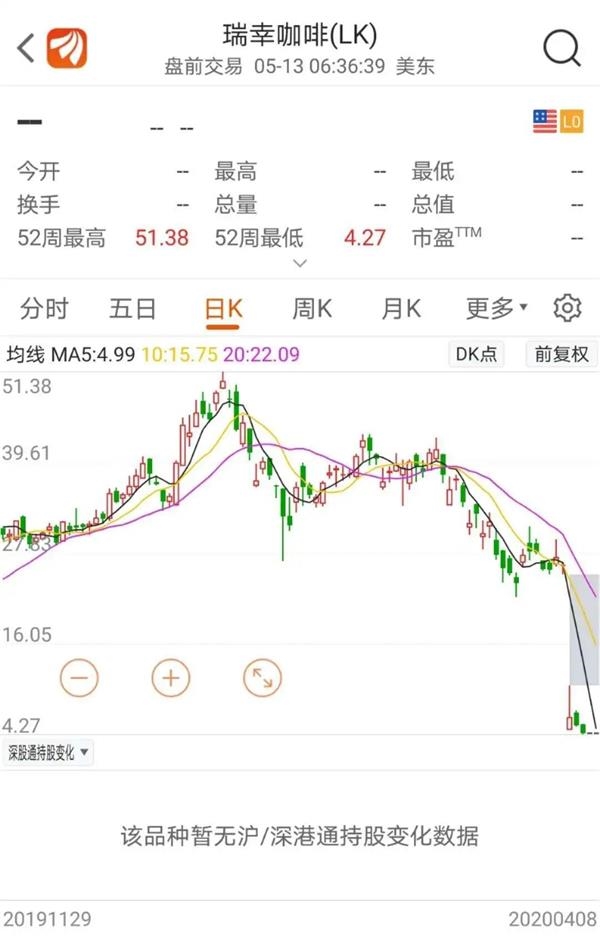 瑞幸咖啡(LK)
盘前交易 05-13 06:36:39 美东
-- -- --
L0
今开 -- 最高 -- 最低 --
换手 -- 总量 -- 总值 --
52周最高 51.38 52周最低 4.27 市盈TTM --
分时 五日 日K 周K 月K 更多
均线 MA5:4.99 10:15.75 20:22.09 DK点 前复权
51.38
39.61
27.83
16.05
4.27
深股通持股变化
该品种暂无沪/深港通持股变化数据
20191129 20200408